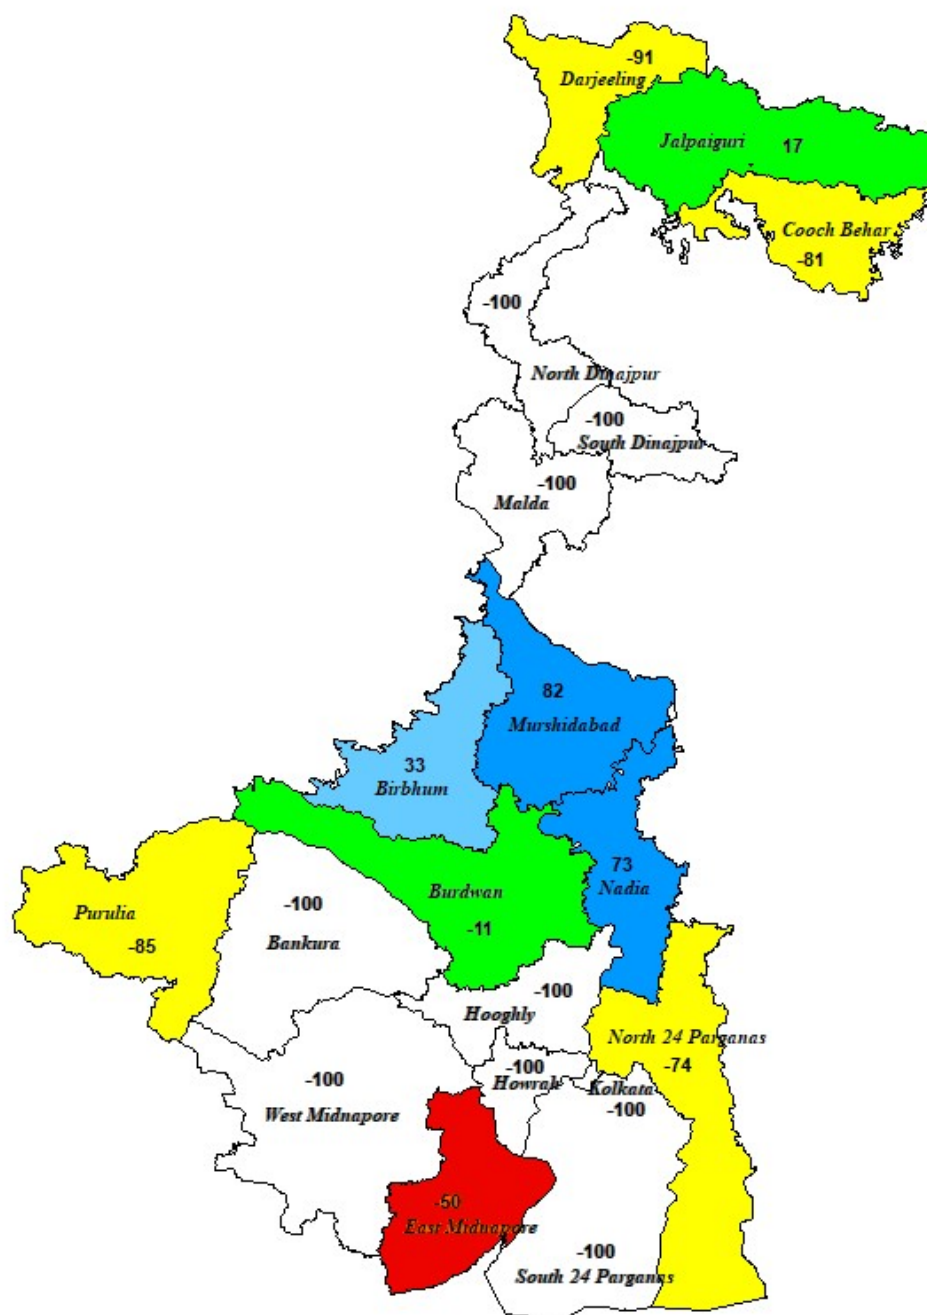 -91
Darjeeling
Jalpaiguri 17
Cooch Behar
-81
-100
North Dinajpur
-100
South Dinajpur
-100
Malda
82
Murshidabad
33
Birbhum
73
Nadia
Burdwan
-11
Purulia
-85
-100
Bankura
-100
Hooghly
North 24 Parganas
-74
-100
Howrah
Kolkata
-100
-100
West Midnapore
-50
East Midnapore
-100
South 24 Parganas